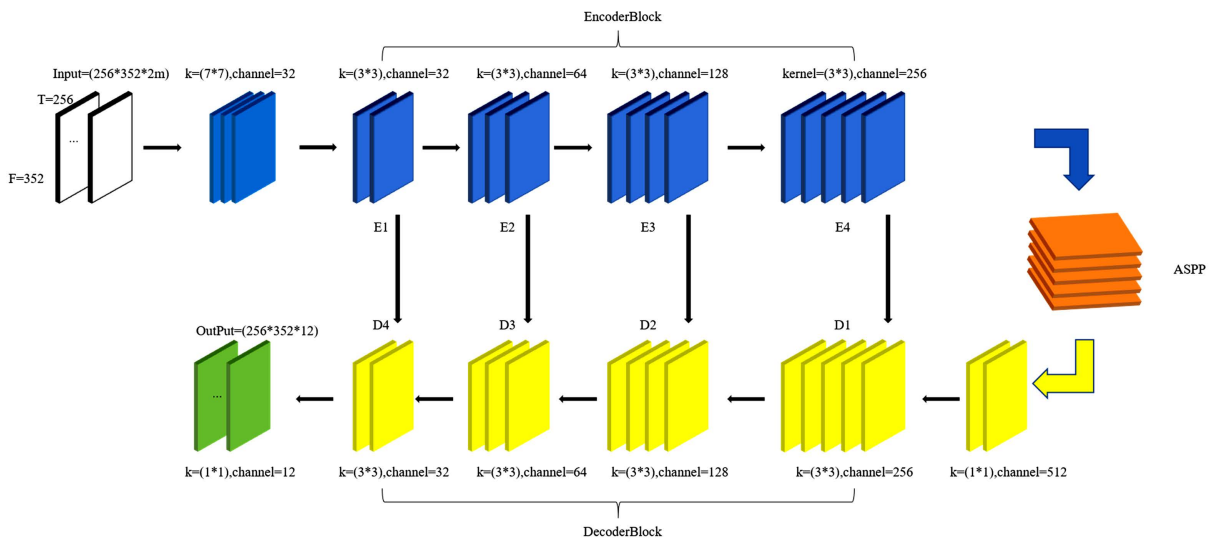 EncoderBlock
Input=(256*352*2m)
k=(7*7),channel=32
k=(3*3),channel=32
k=(3*3),channel=64
k=(3*3),channel=128
kernel=(3*3),channel=256
T=256
...
F=352
E1
E2
E3
E4
ASPP
OutPut=(256*352*12)
D4
D3
D2
D1
...
k=(1*1),channel=12
k=(3*3),channel=32
k=(3*3),channel=64
k=(3*3),channel=128
k=(3*3),channel=256
k=(1*1),channel=512
DecoderBlock